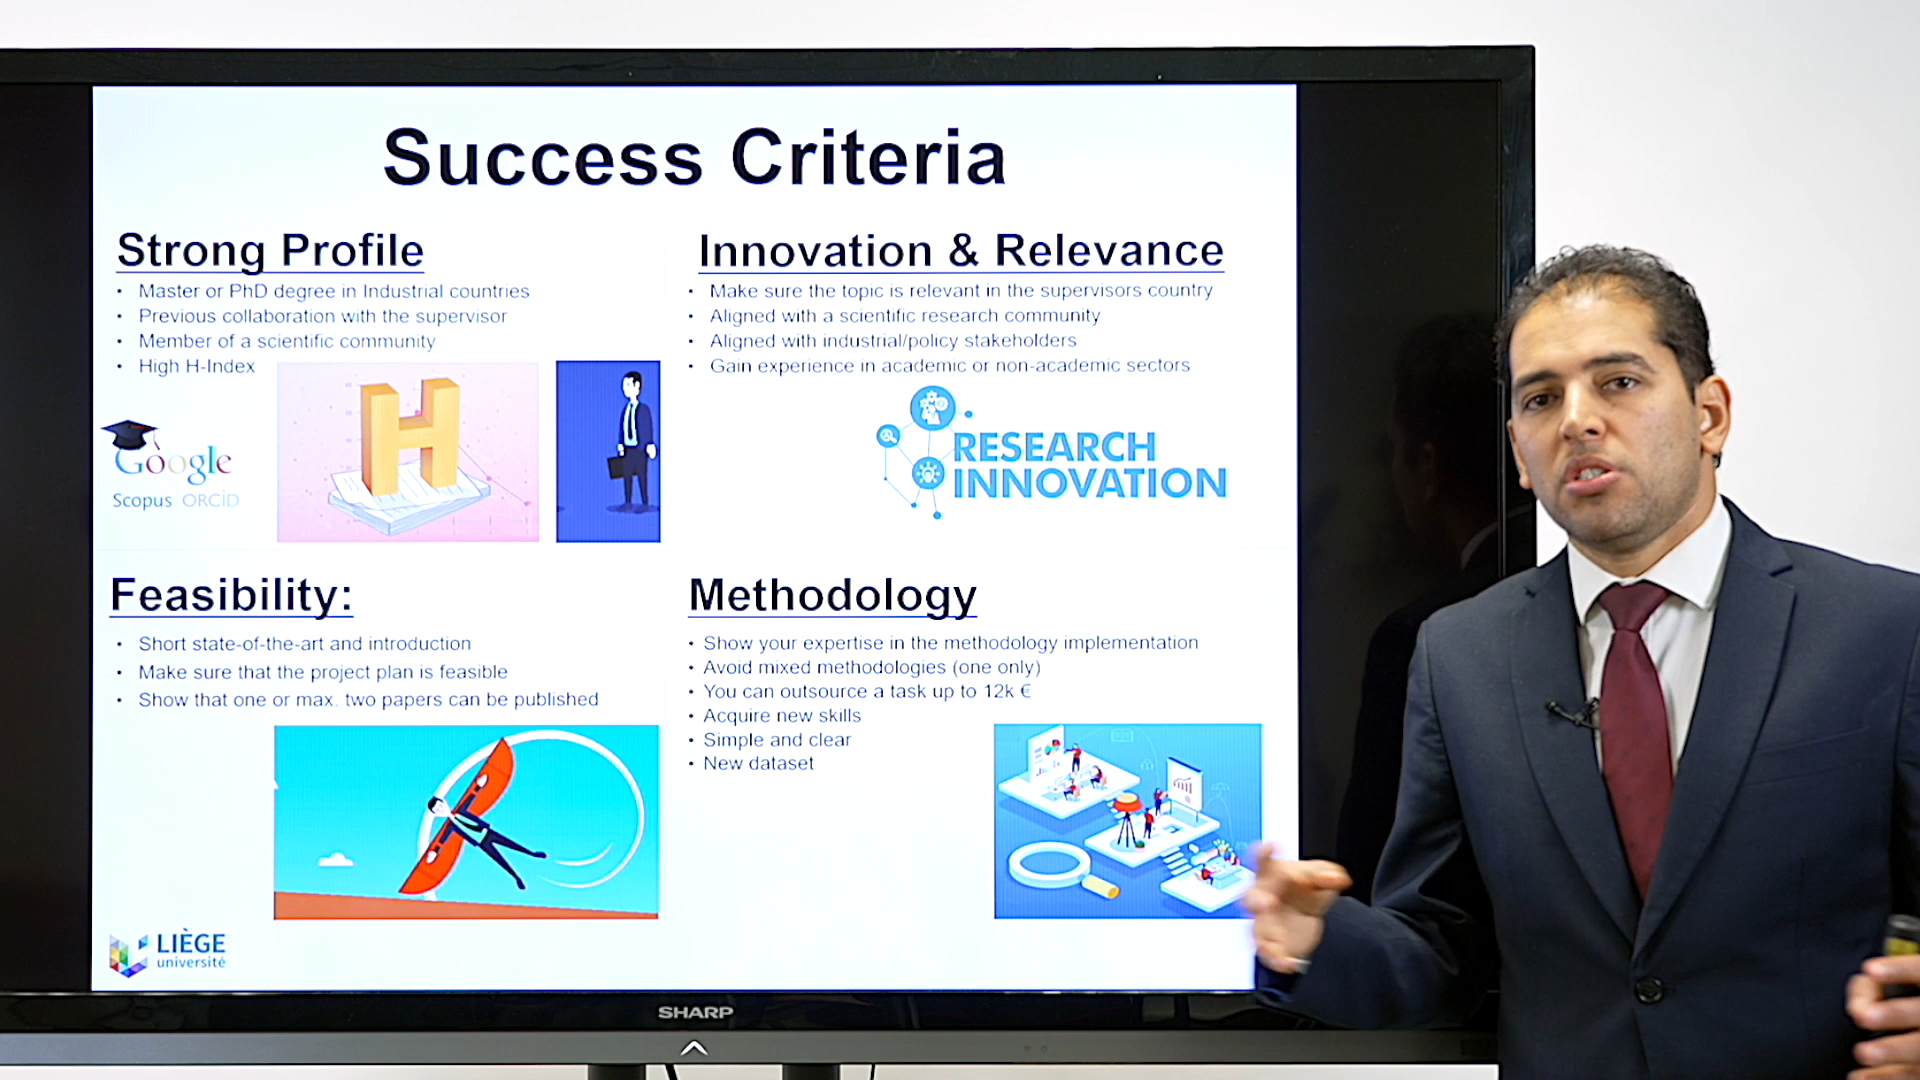 Success Criteria
Strong Profile
• Master or PhD degree in Industrial countries
• Previous collaboration with the supervisor
• Member of a scientific community
• High H-Index
Google
Scopus ORCID
H
Innovation & Relevance
• Make sure the topic is relevant in the supervisors country
• Aligned with a scientific research community
• Aligned with industrial/policy stakeholders
• Gain experience in academic or non-academic sectors
RESEARCH
INNOVATION
Feasibility:
• Short state-of-the-art and introduction
• Make sure that the project plan is feasible
• Show that one or max. two papers can be published
Methodology
• Show your expertise in the methodology implementation
• Avoid mixed methodologies (one only)
• You can outsource a task up to 12k €
• Acquire new skills
• Simple and clear
• New dataset
LIÈGE
université
SHARP